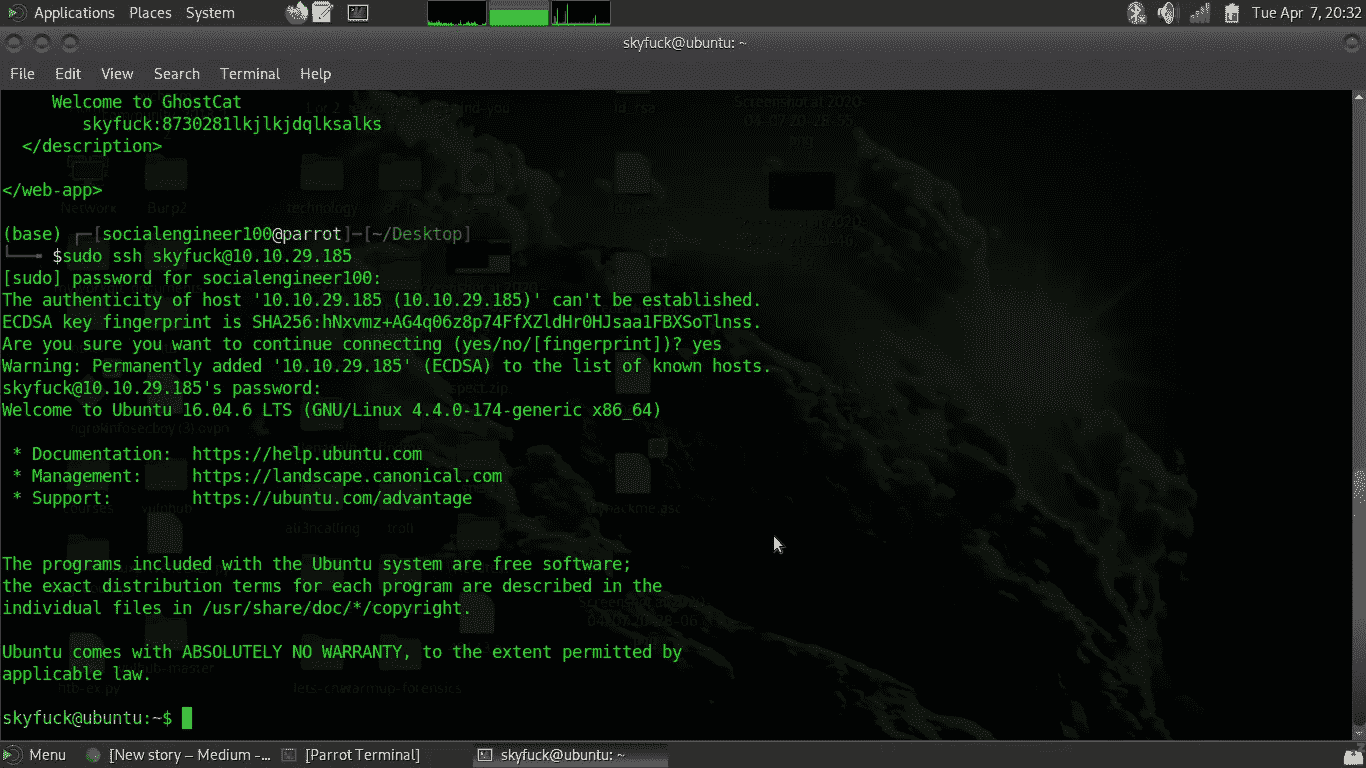 Applications Places System Tue Apr 7, 20:32
skyfuck@ubuntu: ~
File Edit View Search Terminal Help
Welcome to GhostCat
skyfuck:8730281lkjlkjdqlksalks
</description>
</web-app>
(base) ┌─[socialengineer100@parrot]─[~/Desktop]
└──╼ $sudo ssh skyfuck@10.10.29.185
[sudo] password for socialengineer100:
The authenticity of host '10.10.29.185 (10.10.29.185)' can't be established.
ECDSA key fingerprint is SHA256:hNxvmz+AG4q06z8p74FfXZldHr0HJsaa1FBXSoTlnss.
Are you sure you want to continue connecting (yes/no/[fingerprint])? yes
Warning: Permanently added '10.10.29.185' (ECDSA) to the list of known hosts.
skyfuck@10.10.29.185's password:
Welcome to Ubuntu 16.04.6 LTS (GNU/Linux 4.4.0-174-generic x86_64)
* Documentation: https://help.ubuntu.com
* Management: https://landscape.canonical.com
* Support: https://ubuntu.com/advantage
The programs included with the Ubuntu system are free software;
the exact distribution terms for each program are described in the
individual files in /usr/share/doc/*/copyright.
Ubuntu comes with ABSOLUTELY NO WARRANTY, to the extent permitted by
applicable law.
skyfuck@ubuntu:~$
Menu [New story – Medium -... [Parrot Terminal] skyfuck@ubuntu: ~